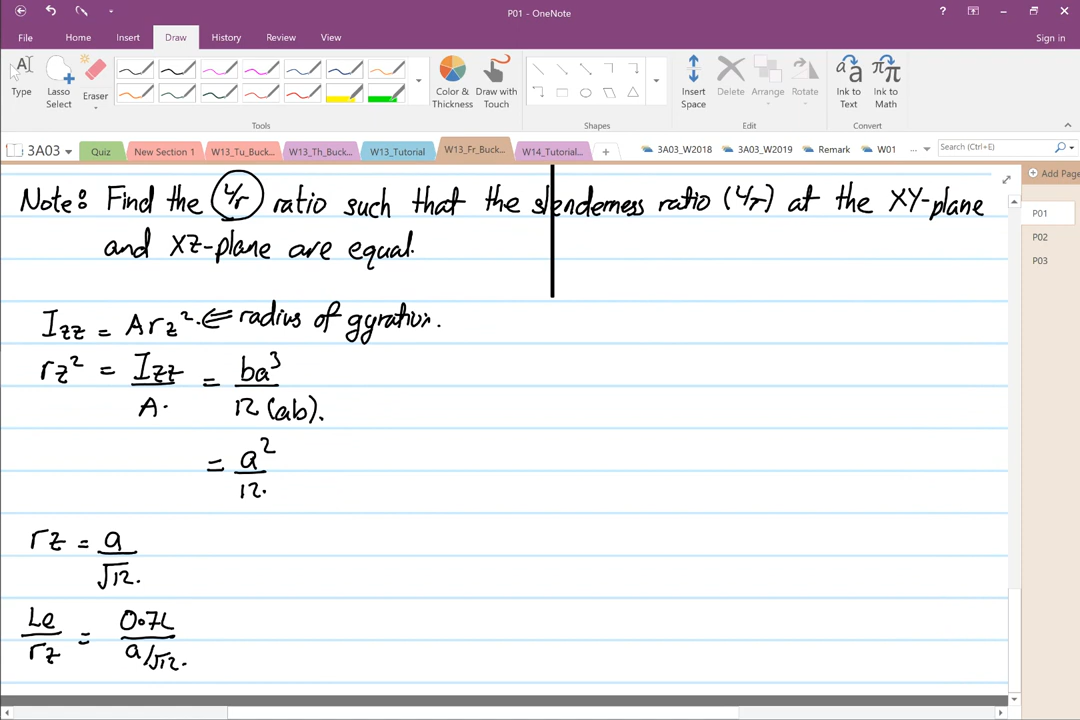 P01 - OneNote
File Home Insert Draw History Review View
Sign in
Type Lasso Select Eraser Color & Thickness Draw with Touch Insert Space Delete Arrange Rotate Ink to Text Ink to Math
Tools Shapes Edit Convert
3A03 Quiz New Section 1 W13_Tu_Buck... W13_Th_Buck... W13_Tutorial W13_Fr_Buck... W14_Tutorial... + 3A03_W2018 3A03_W2019 Remark W01 ... Search (Ctrl+E)
Add Page
P01
P02
P03
Note: Find the L/r ratio such that the slenderness ratio (L/r) at the XY-plane
and XZ-plane are equal.
Izz = Arz². ⇐ radius of gyration.
rz² = Izz/A. = ba³/12(ab).
= a²/12.
rz = a/√12.
Le/rz = 0.7L/a/√12.